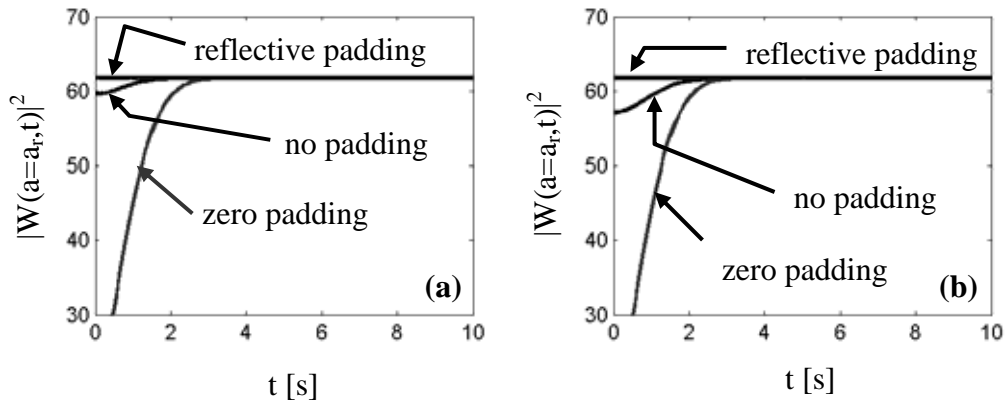 70
60
50
40
30
|W(a=a_r,t)|^2
reflective padding
no padding
zero padding
(a)
0 2 4 6 8 10
t [s]
70
60
50
40
30
|W(a=a_r,t)|^2
reflective padding
no padding
zero padding
(b)
0 2 4 6 8 10
t [s]